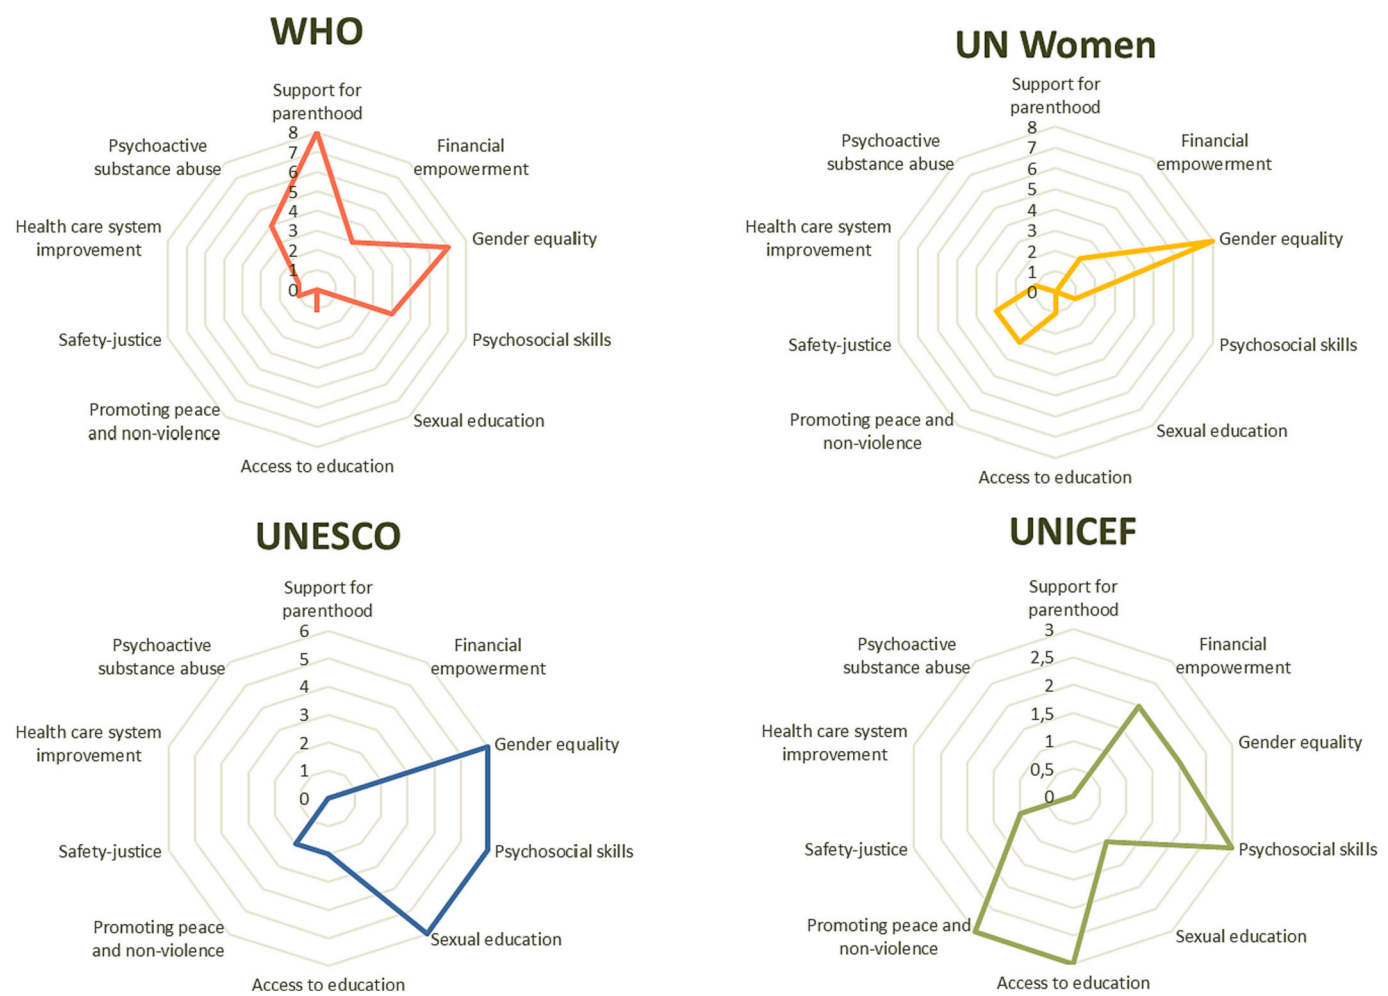 WHO
Support for
parenthood
Financial
empowerment
Gender equality
Psychosocial skills
Sexual education
Access to education
Promoting peace
and non-violence
Safety-justice
Health care system
improvement
Psychoactive
substance abuse
8
7
6
5
4
3
2
1
0
UN Women
Support for
parenthood
Financial
empowerment
Gender equality
Psychosocial skills
Sexual education
Access to education
Promoting peace and
non-violence
Safety-justice
Health care system
improvement
Psychoactive
substance abuse
8
7
6
5
4
3
2
1
0
UNESCO
Support for
parenthood
Financial
empowerment
Gender equality
Psychosocial skills
Sexual education
Access to education
Promoting peace
and non-violence
Safety-justice
Health care system
improvement
Psychoactive
substance abuse
6
5
4
3
2
1
0
UNICEF
Support for
parenthood
Financial
empowerment
Gender equality
Psychosocial skills
Sexual education
Access to education
Promoting peace and
non-violence
Safety-justice
Health care system
improvement
Psychoactive
substance abuse
3
2,5
2
1,5
1
0,5
0